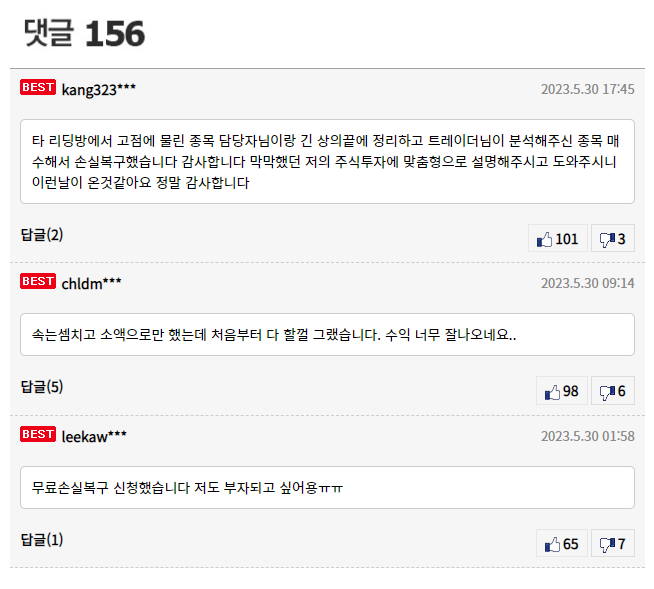 댓글 156
BEST kang323*** 2023.5.30 17:45
타 리딩방에서 고점에 물린 종목 담당자님이랑 긴 상의끝에 정리하고 트레이더님이 분석해주신 종목 매
수해서 손실복구했습니다 감사합니다 막막했던 저의 주식투자에 맞춤형으로 설명해주시고 도와주시니
이런날이 온것같아요 정말 감사합니다
답글(2) 101 3
BEST chldm*** 2023.5.30 09:14
속는셈치고 소액으로만 했는데 처음부터 다 할껄 그랬습니다. 수익 너무 잘나오네요..
답글(5) 98 6
BEST leekaw*** 2023.5.30 01:58
무료손실복구 신청했습니다 저도 부자되고 싶어용ㅠㅠ
답글(1) 65 7